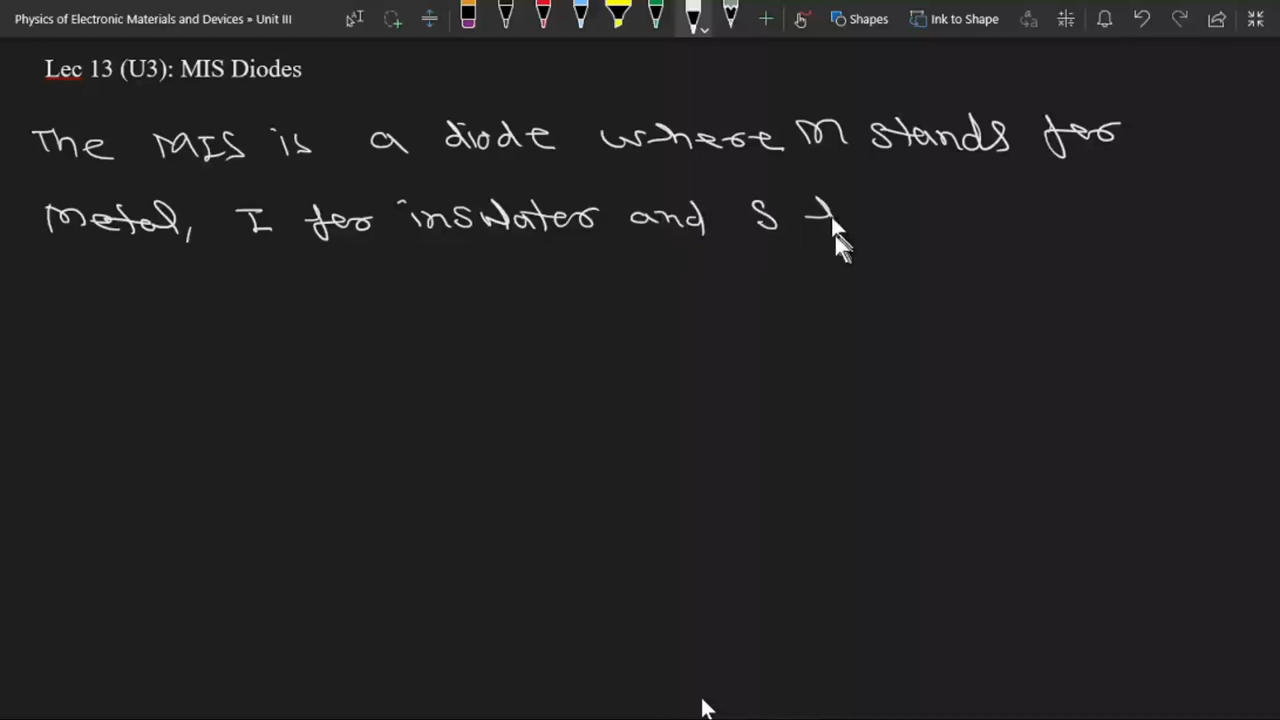 Physics of Electronic Materials and Devices » Unit III
Shapes
Ink to Shape
Lec 13 (U3): MIS Diodes
The MIS is a diode where M stands for
Metal, I for insulator and S